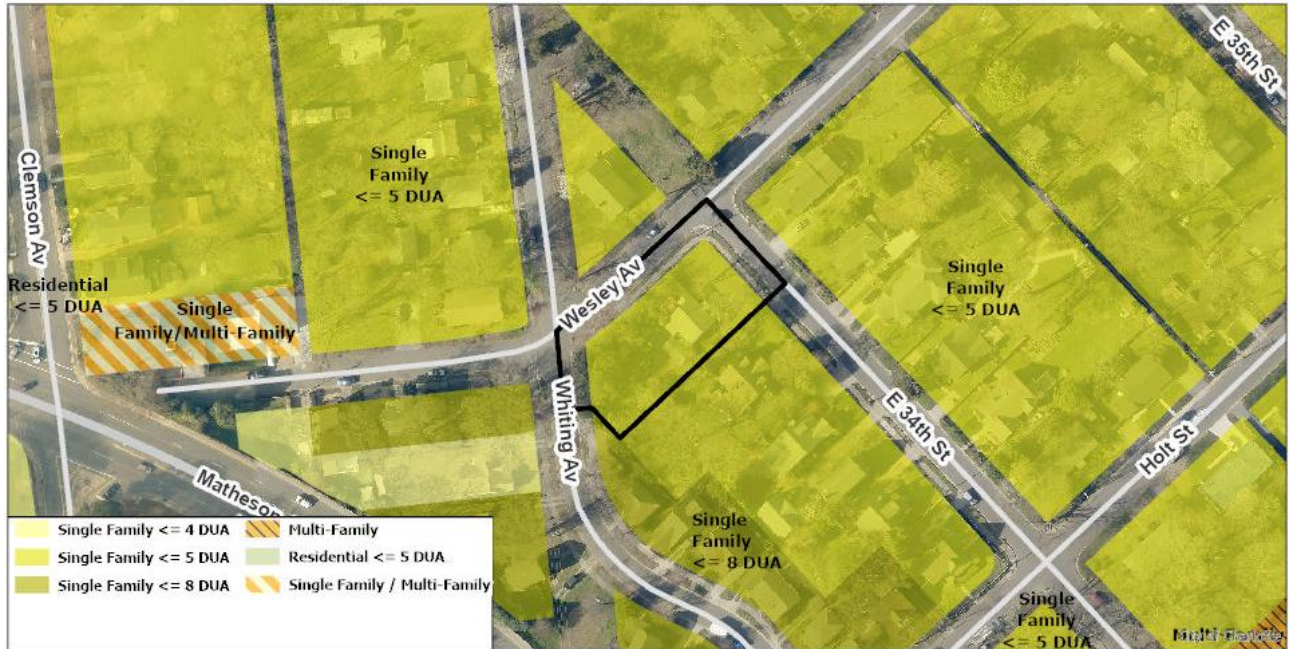 E 35th St
Clemson Av
Single
Family
<= 5 DUA
Residential
<= 5 DUA
Single
Family/Multi-Family
Wesley Av
Single
Family
<= 5 DUA
Whiting Av
E 34th St
Holt St
Matheson
Single
Family
<= 8 DUA
Single
Family
<= 5 DUA
Single Family <= 4 DUA
Multi-Family
Single Family <= 5 DUA
Residential <= 5 DUA
Single Family <= 8 DUA
Single Family / Multi-Family